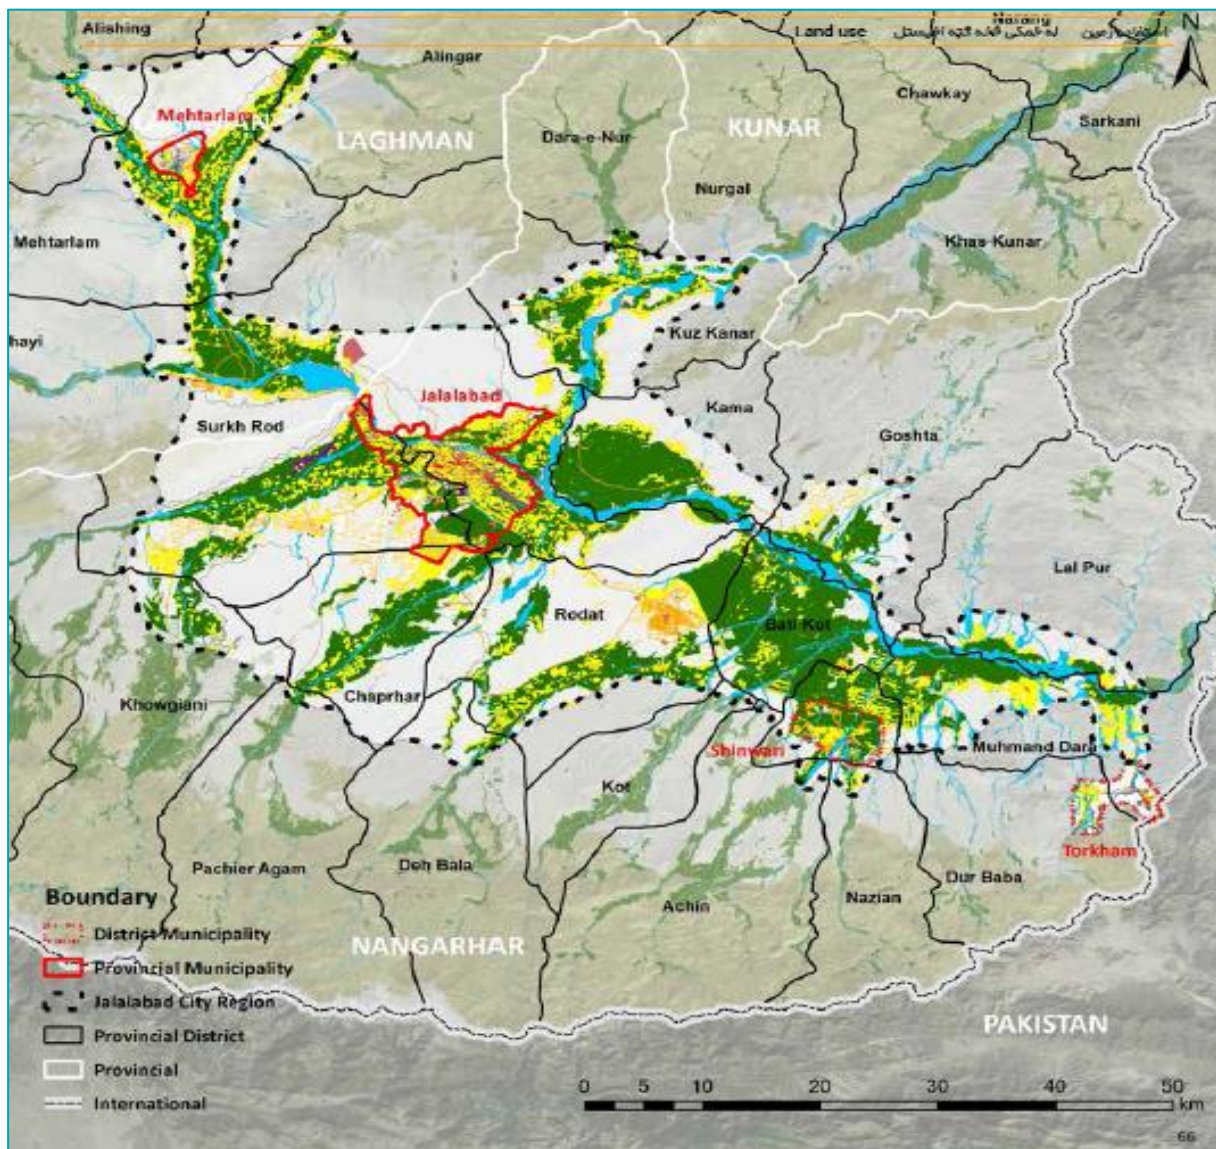 Alishing
Narang
N
Land use
Alingar
Chawkay
Mehtarlam
Sarkani
LAGHMAN
Dara-e-Nur
KUNAR
Nurgal
Mehtarlam
Khas Kunar
hayi
Kuz Kanar
Jalalabad
Kama
Surkh Rod
Goshta
Lal Pur
Rodat
Bati Kot
Chaprhar
Khowgiani
Shinwari
Muhmand Dara
Kot
Torkham
Pachier Agam
Deh Bala
Dur Baba
Achin
Nazian
Boundary
District Municipality
NANGARHAR
Provincial Municipality
Jalalabad City Region
PAKISTAN
Provincial District
Provincial
International
0 5 10 20 30 40 50
km
66